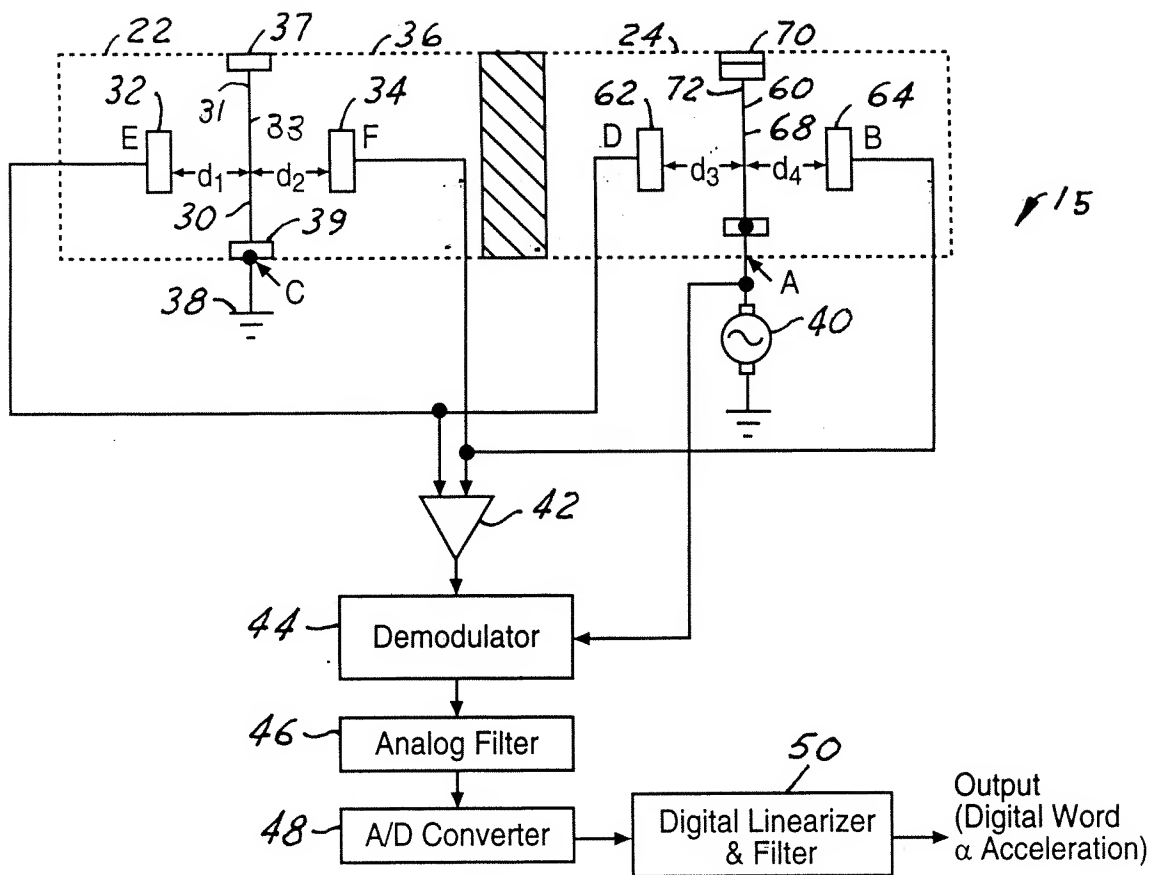 22
37
36
24
70
32
31
33
34
62
72
60
68
64
E
F
D
B
d1
d2
d3
d4
30
39
15
C
A
38
40
42
44
Demodulator
46
Analog Filter
48
A/D Converter
50
Digital Linearizer
& Filter
Output
(Digital Word
α Acceleration)